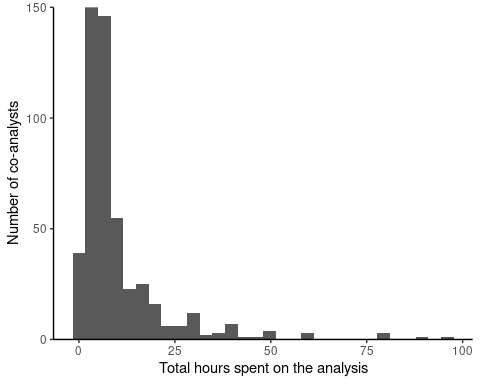 150
100
50
0
Number of co-analysts
0 25 50 75 100
Total hours spent on the analysis